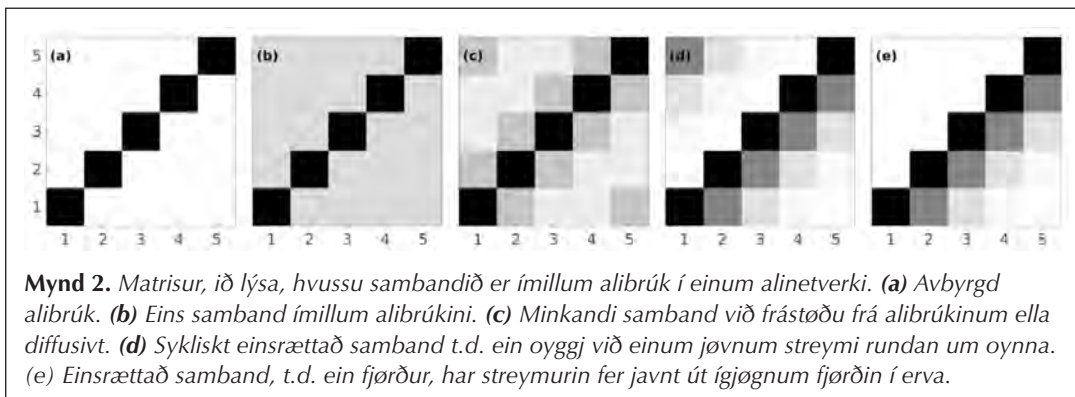 (a) (b) (c) (d) (e)
5
4
3
2
1
1 2 3 4 5 1 2 3 4 5 1 2 3 4 5 1 2 3 4 5 1 2 3 4 5
Mynd 2. Matrisur, ið lýsa, hvussu sambandið er ímillum alibrúk í einum alinetverki. (a) Avbyrgd
alibrúk. (b) Eins samband ímillum alibrúkini. (c) Minkandi samband við frástøðu frá alibrúkinum ella
diffusivt. (d) Sykliskt einsrættað samband t.d. ein oyggj við einum jøvnum streymi rundan um oynna.
(e) Einsrættað samband, t.d. ein fjørður, har streymurin fer javnt út ígjøgnum fjørðin í erva.